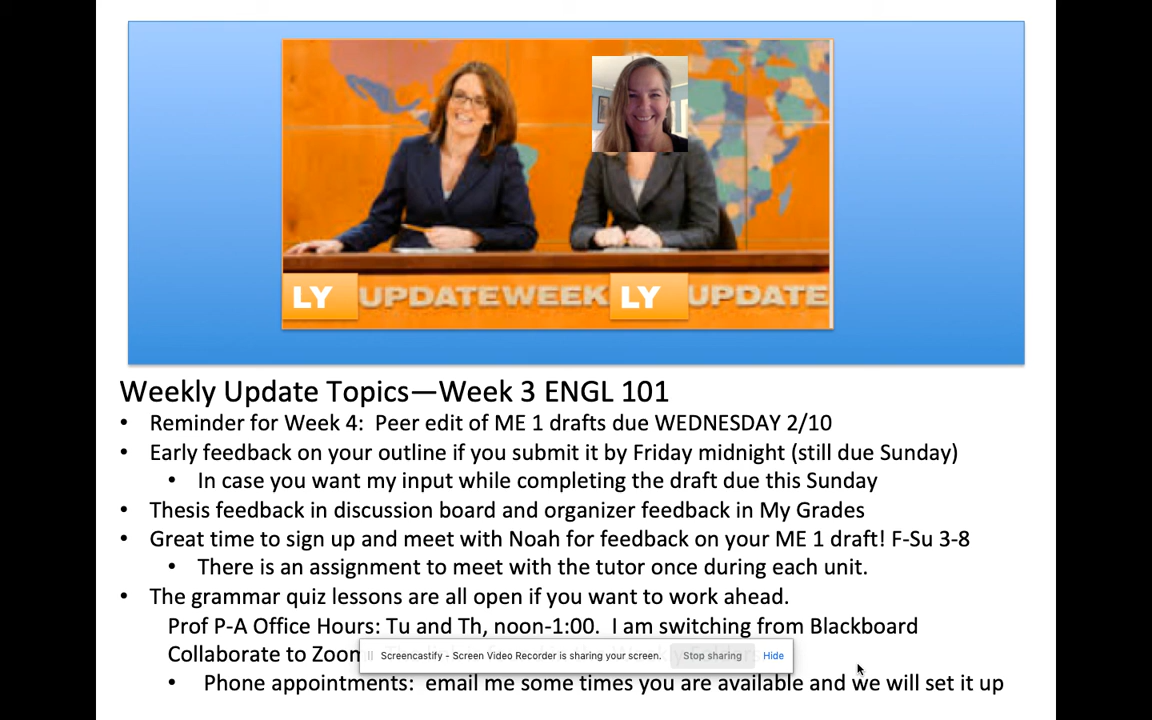 LY UPDATE WEEK LY UPDATE
Weekly Update Topics—Week 3 ENGL 101
• Reminder for Week 4:  Peer edit of ME 1 drafts due WEDNESDAY 2/10
• Early feedback on your outline if you submit it by Friday midnight (still due Sunday)
• In case you want my input while completing the draft due this Sunday
• Thesis feedback in discussion board and organizer feedback in My Grades
• Great time to sign up and meet with Noah for feedback on your ME 1 draft! F-Su 3-8
• There is an assignment to meet with the tutor once during each unit.
• The grammar quiz lessons are all open if you want to work ahead.
Prof P-A Office Hours: Tu and Th, noon-1:00.  I am switching from Blackboard
Collaborate to Zoom
Screencastify - Screen Video Recorder is sharing your screen. Stop sharing Hide
• Phone appointments:  email me some times you are available and we will set it up